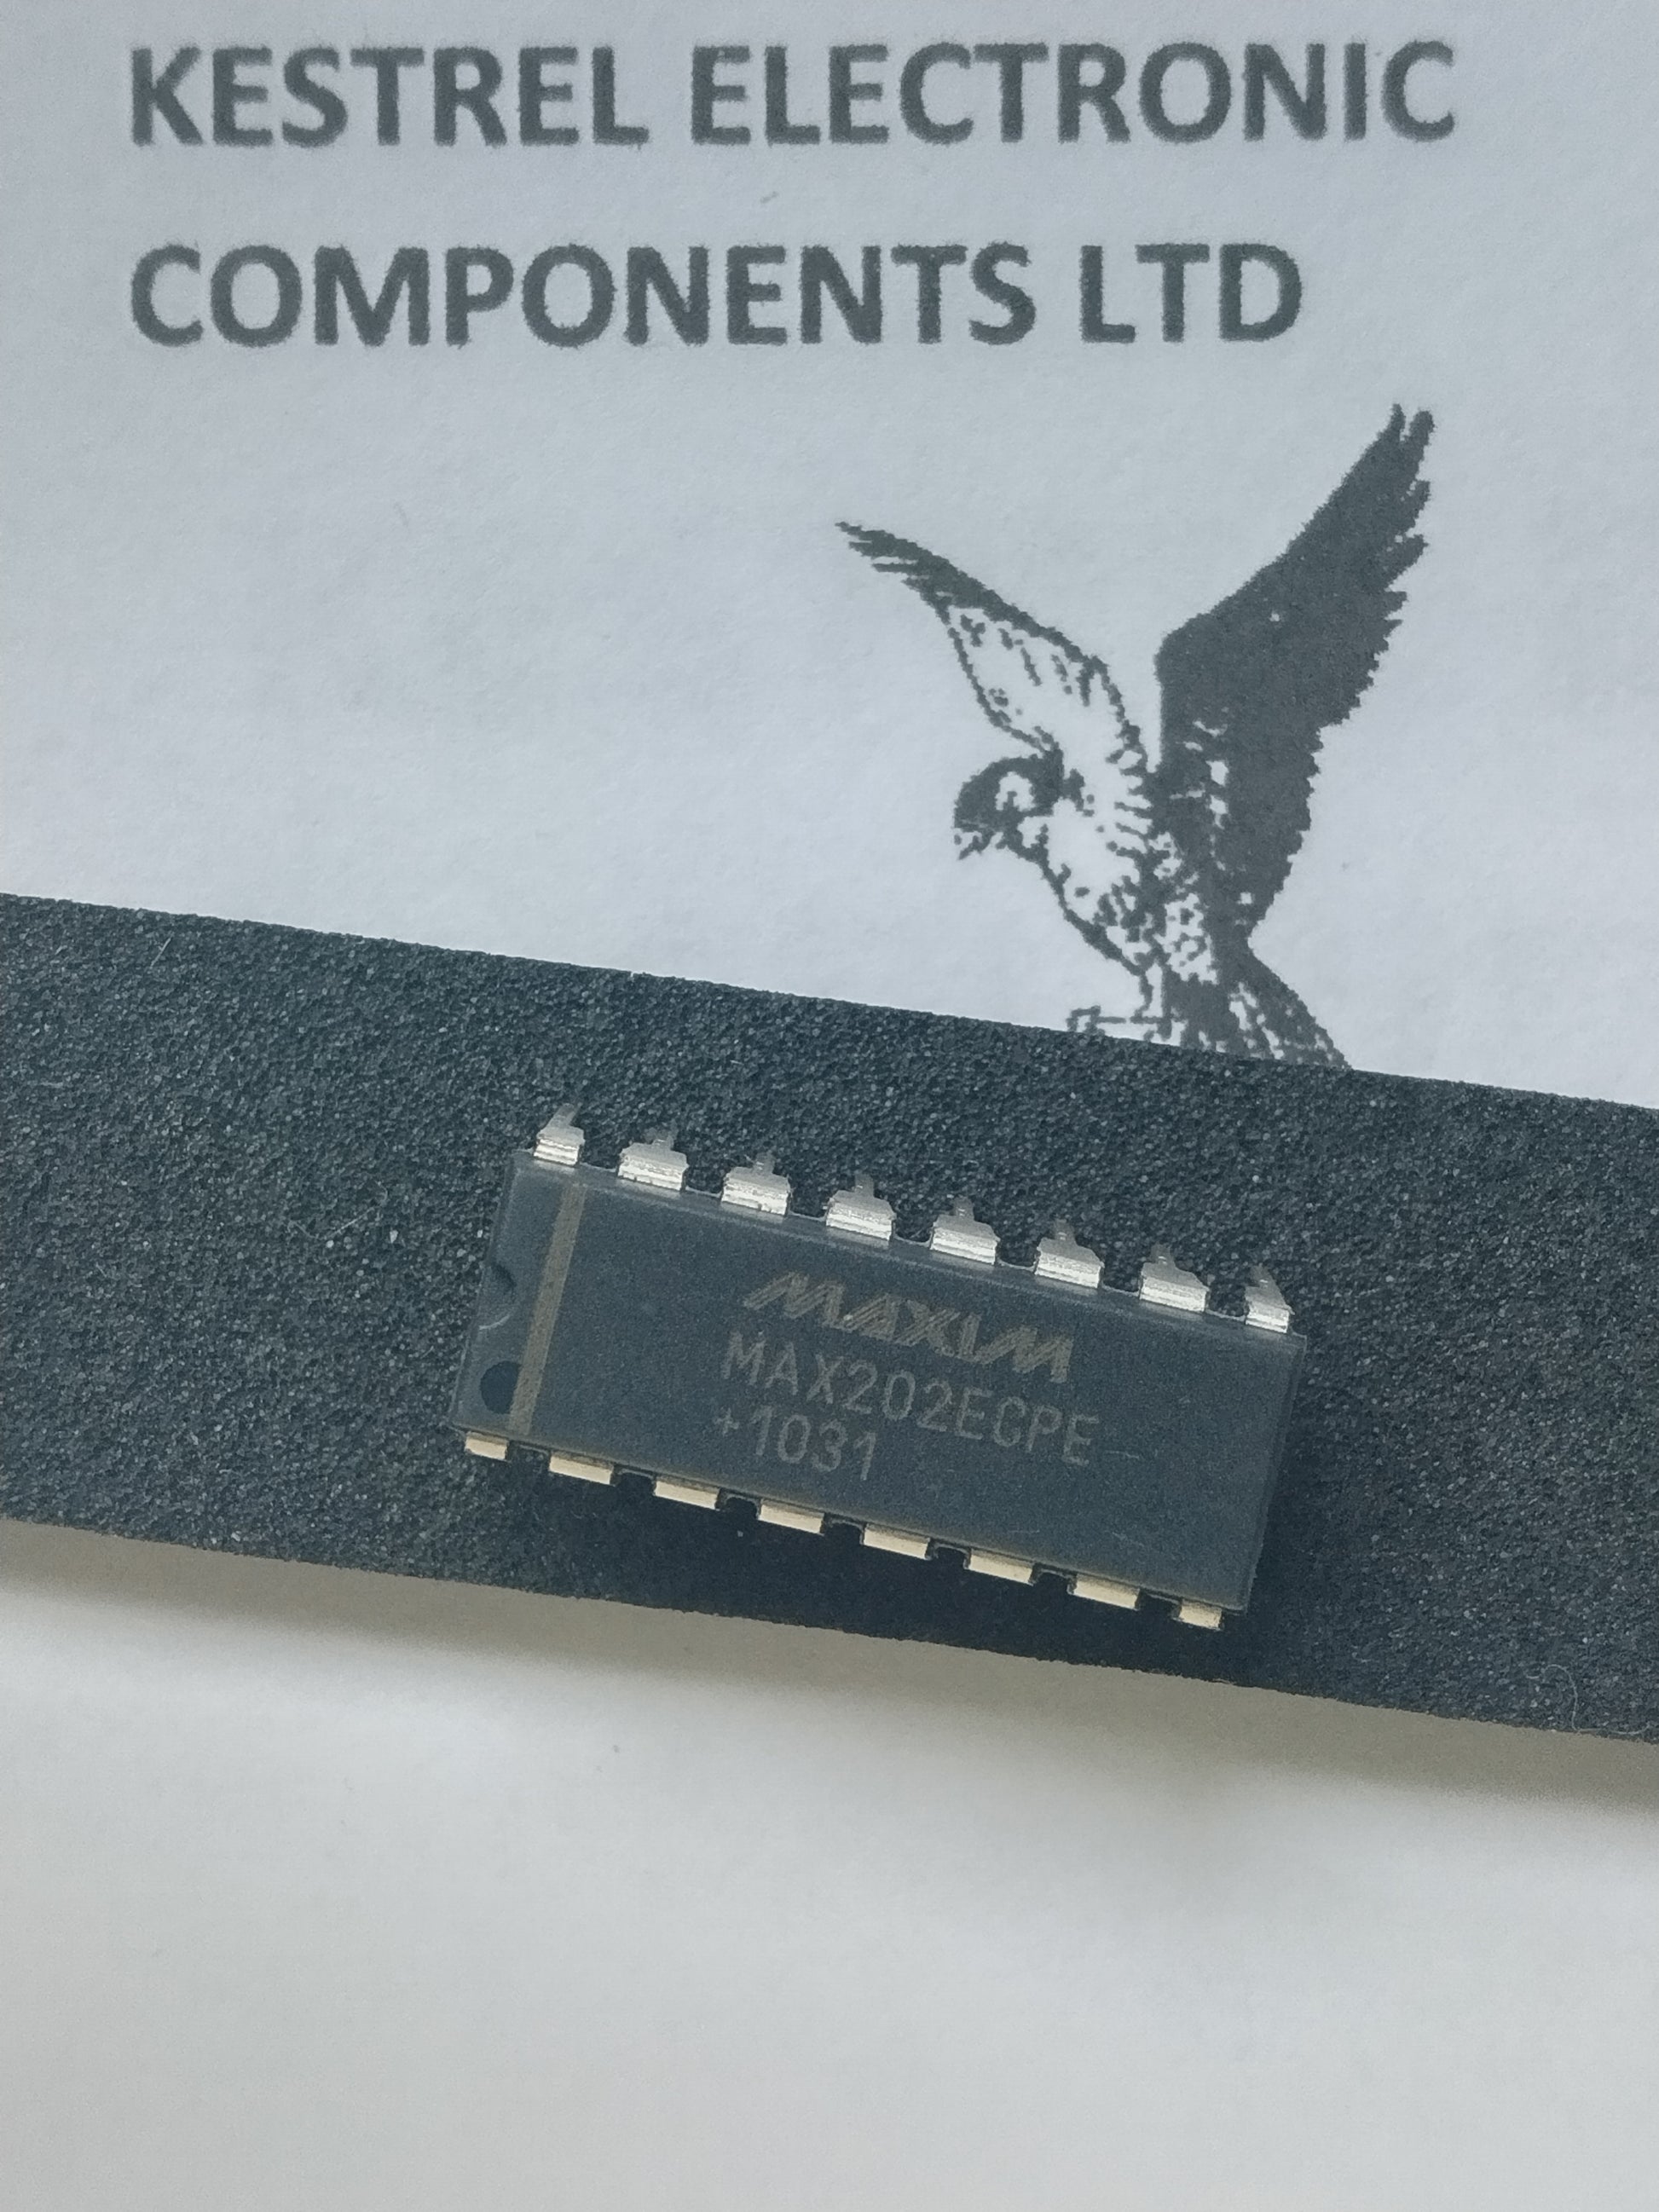 KESTREL ELECTRONIC
COMPONENTS LTD
MAXIM
MAX202ECPE
+1031